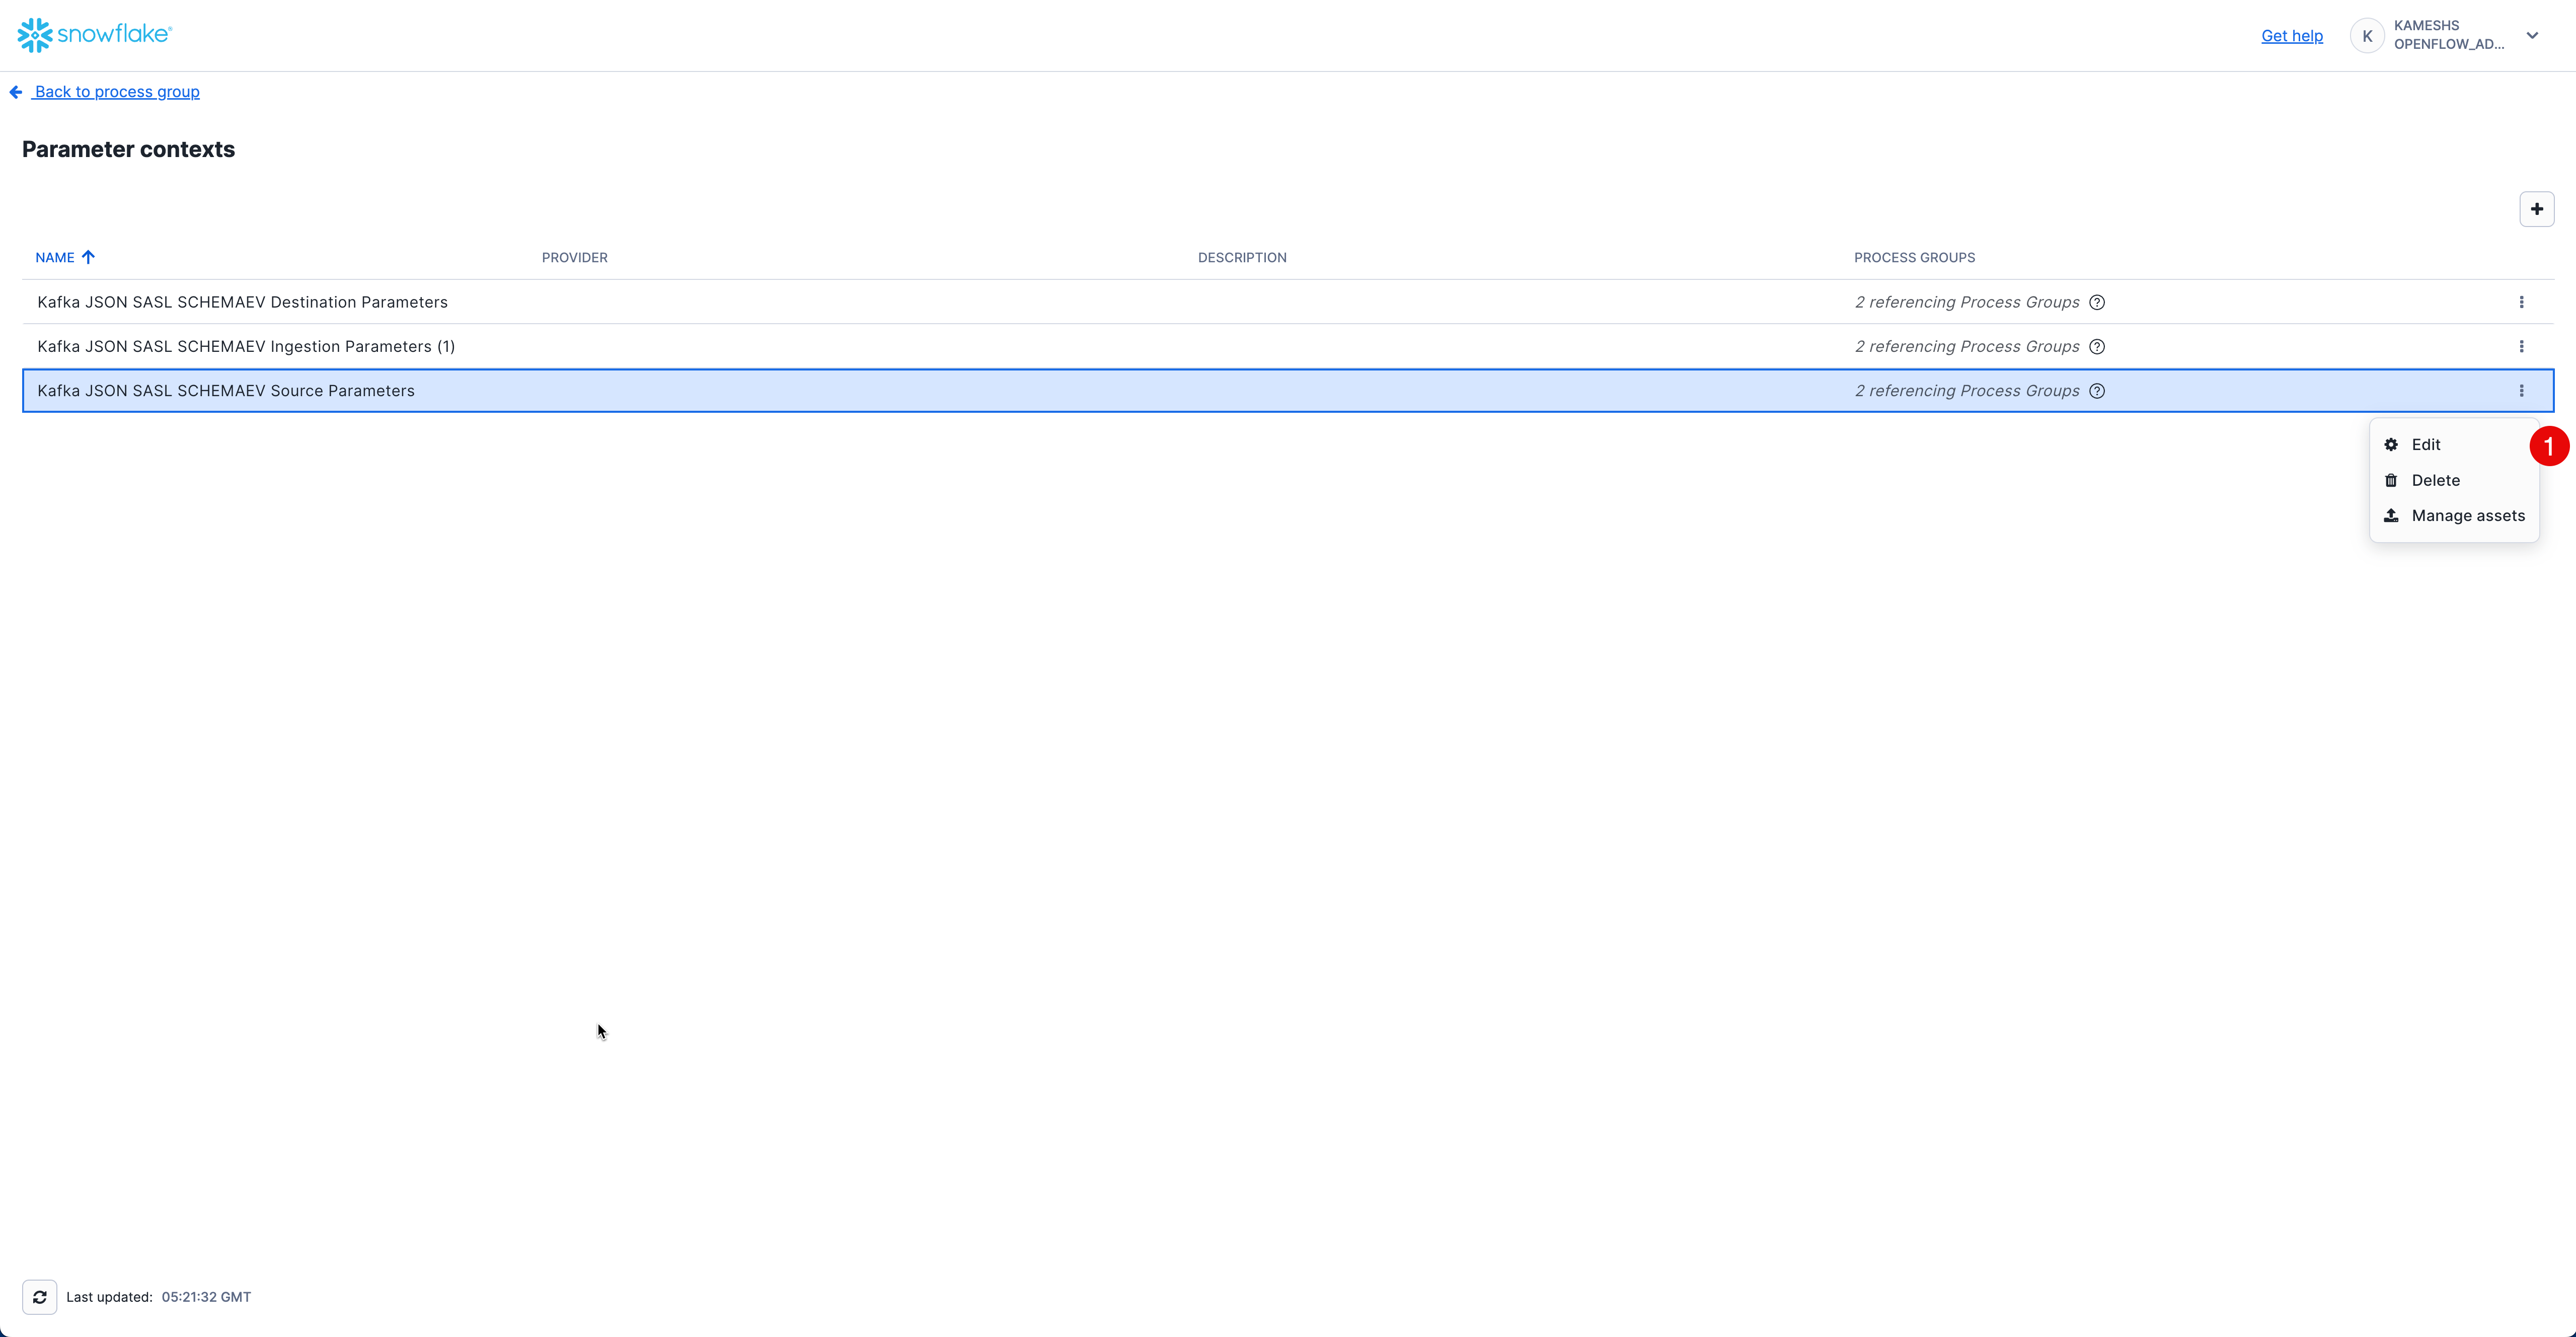 snowflake®
Get help
K
KAMESHS
OPENFLOW_AD...
Back to process group
Parameter contexts
NAME PROVIDER DESCRIPTION PROCESS GROUPS
Kafka JSON SASL SCHEMAEV Destination Parameters 2 referencing Process Groups ?
Kafka JSON SASL SCHEMAEV Ingestion Parameters (1) 2 referencing Process Groups ?
Kafka JSON SASL SCHEMAEV Source Parameters 2 referencing Process Groups ?
Edit 1
Delete
Manage assets
Last updated: 05:21:32 GMT